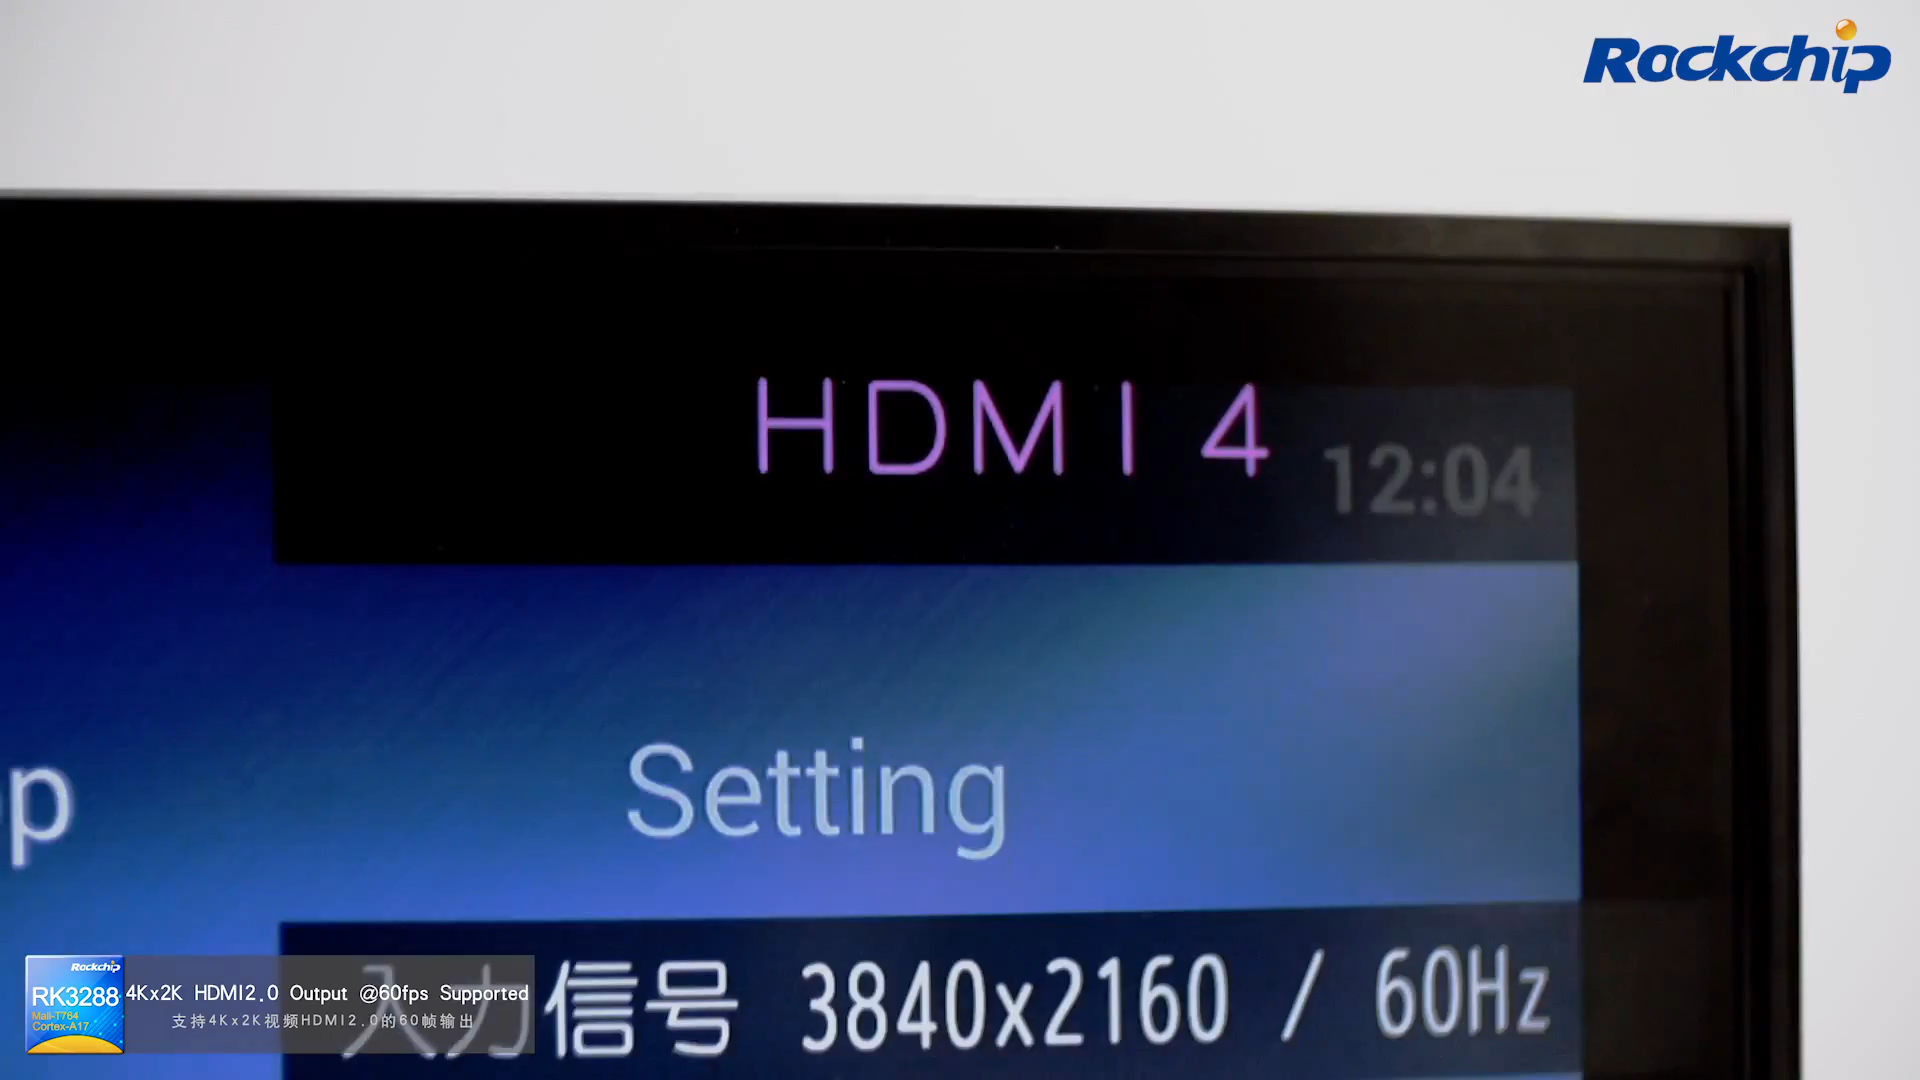 Rockchip
HDMI 4
12:04
Setting
入力信号 3840x2160 / 60Hz
Rockchip
RK3288
Mali-T764
Cortex-A17
4Kx2K HDMI2.0 Output @60fps Supported
支持4Kx2K视频HDMI2.0的60帧输出